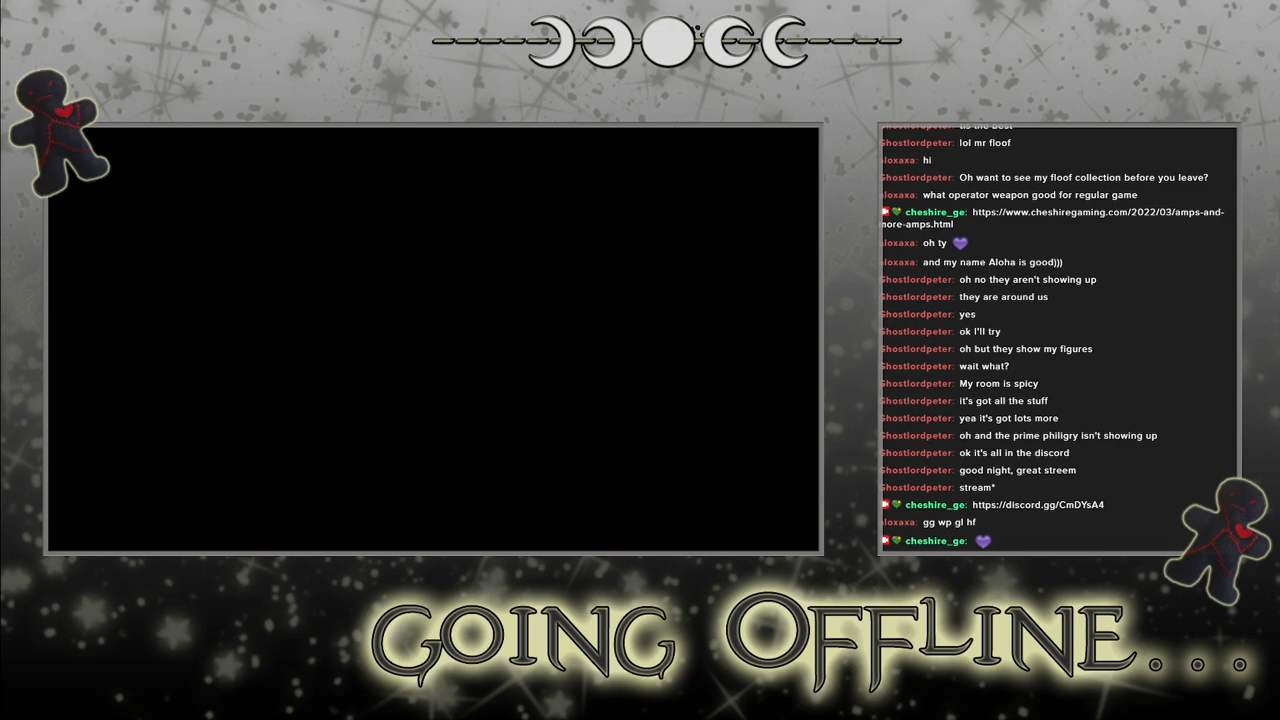 Ghostlordpeter: tis the best
Ghostlordpeter: lol mr floof
aloxaxa: hi
Ghostlordpeter: Oh want to see my floof collection before you leave?
aloxaxa: what operator weapon good for regular game
cheshire_ge: https://www.cheshiregaming.com/2022/03/amps-and-
more-amps.html
aloxaxa: oh ty
aloxaxa: and my name Aloha is good)))
Ghostlordpeter: oh no they aren't showing up
Ghostlordpeter: they are around us
Ghostlordpeter: yes
Ghostlordpeter: ok I'll try
Ghostlordpeter: oh but they show my figures
Ghostlordpeter: wait what?
Ghostlordpeter: My room is spicy
Ghostlordpeter: it's got all the stuff
Ghostlordpeter: yea it's got lots more
Ghostlordpeter: oh and the prime philigry isn't showing up
Ghostlordpeter: ok it's all in the discord
Ghostlordpeter: good night, great streem
Ghostlordpeter: stream*
cheshire_ge: https://discord.gg/CmDYsA4
aloxaxa: gg wp gl hf
cheshire_ge:
Going Offline...